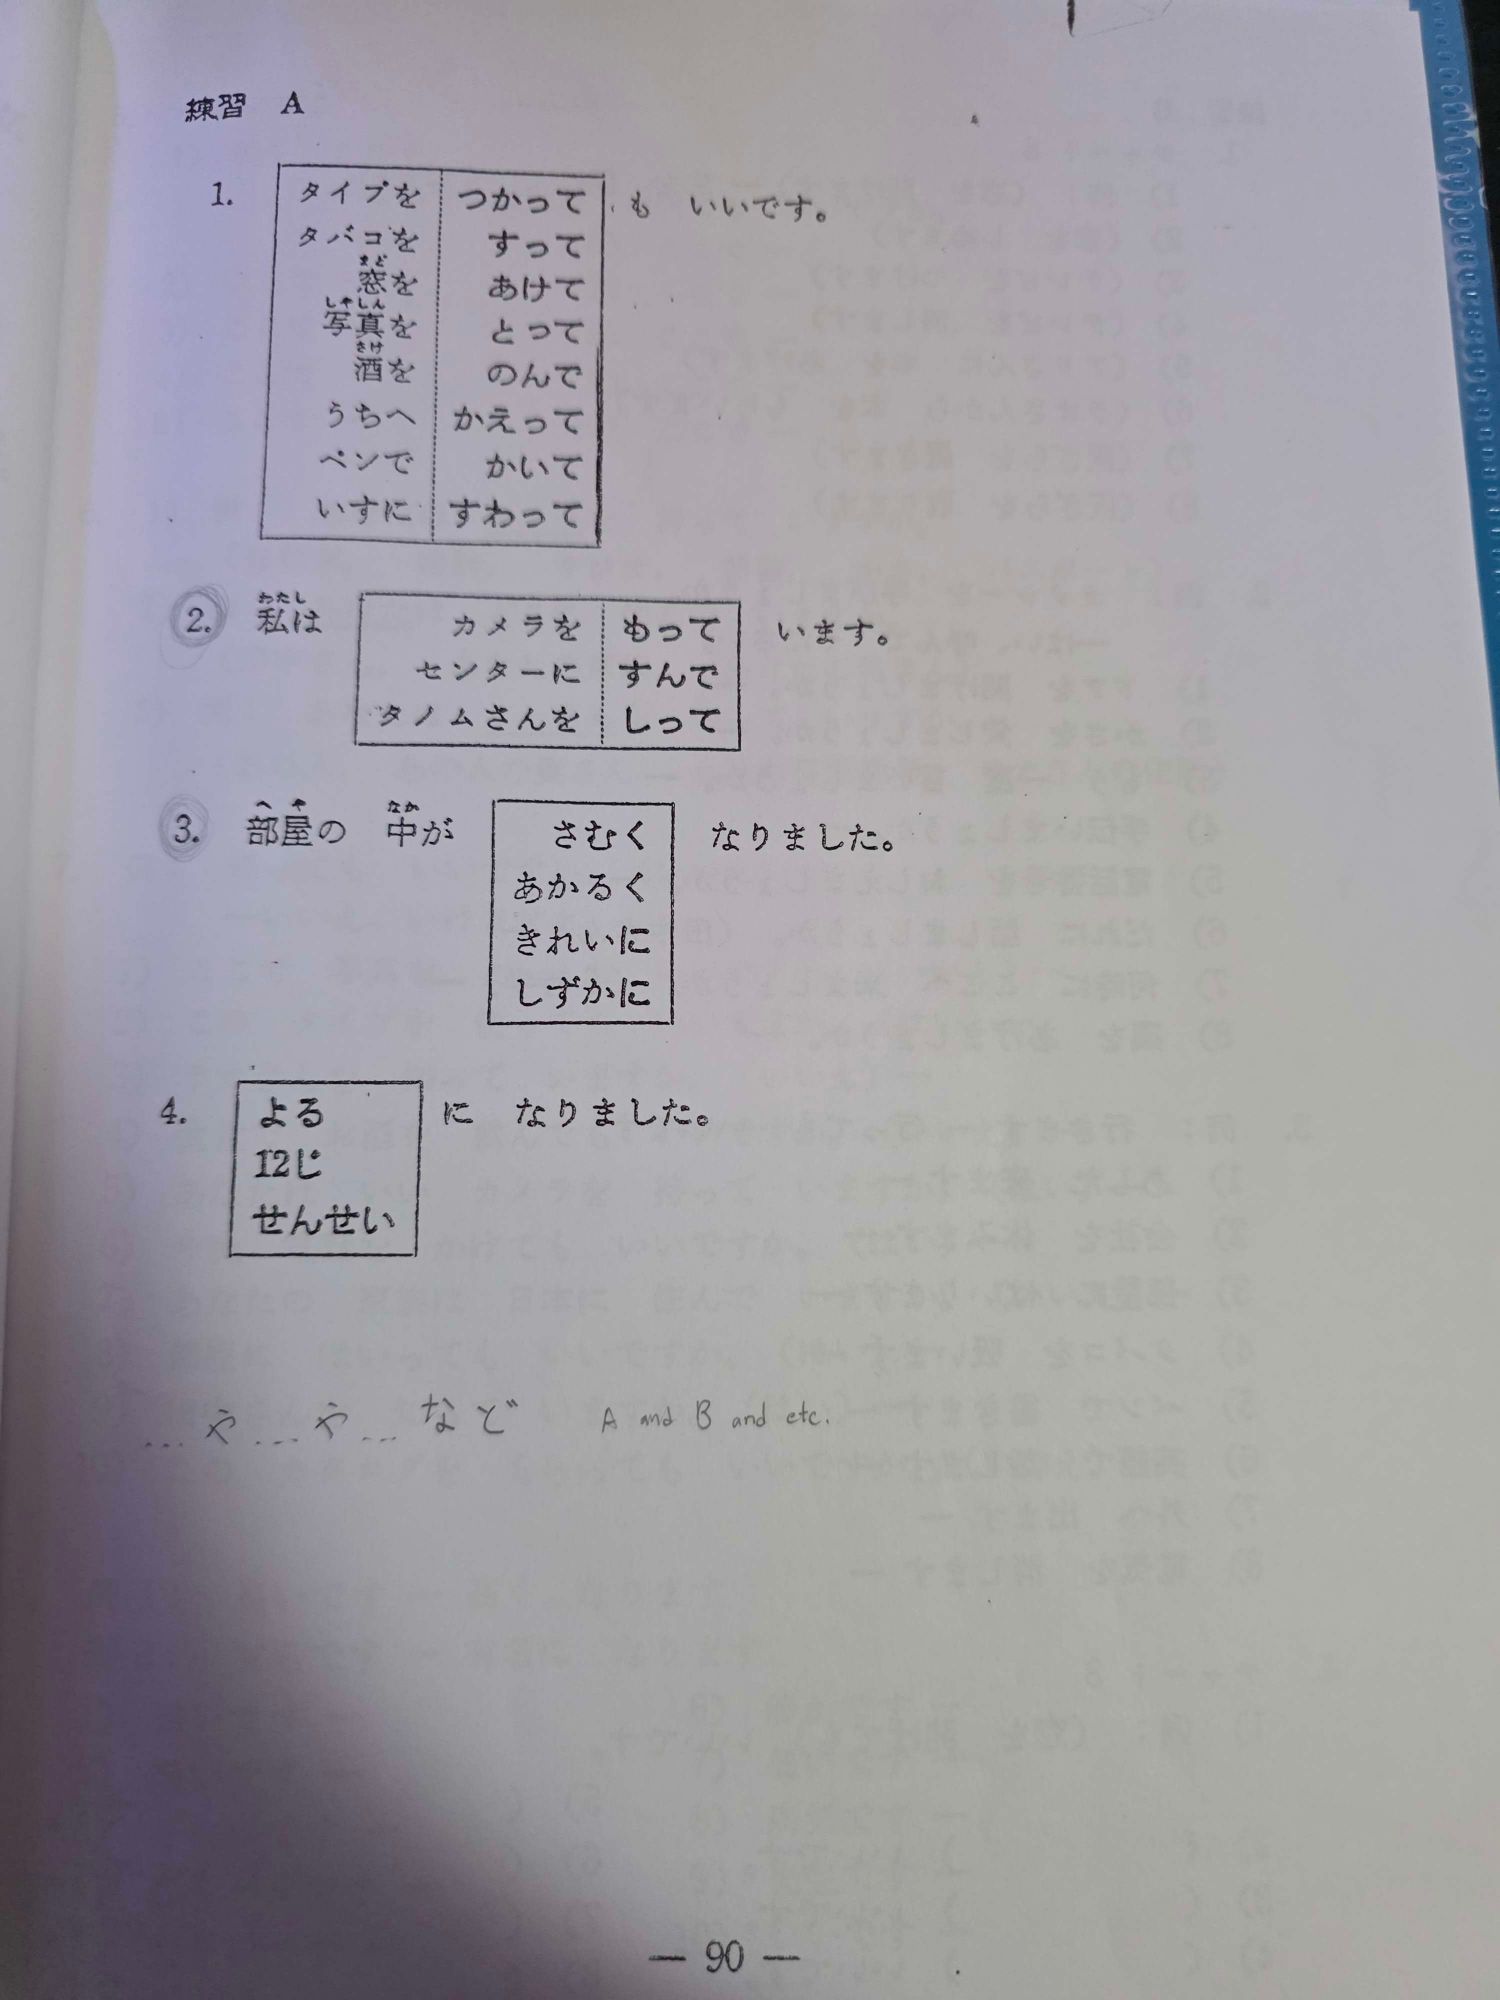 練習 A
1. タイプを つかって も いいです。
タバコを すって
窓を あけて
写真を とって
酒を のんで
うちへ かえって
ペンで かいて
いすに すわって
2. 私は カメラを もって います。
センターに すんで
タノムさんを しって
3. 部屋の 中が さむく なりました。
あかるく
きれいに
しずかに
4. よる に なりました。
12じ
せんせい
... や ... や ... など A and B and etc.
— 90 —